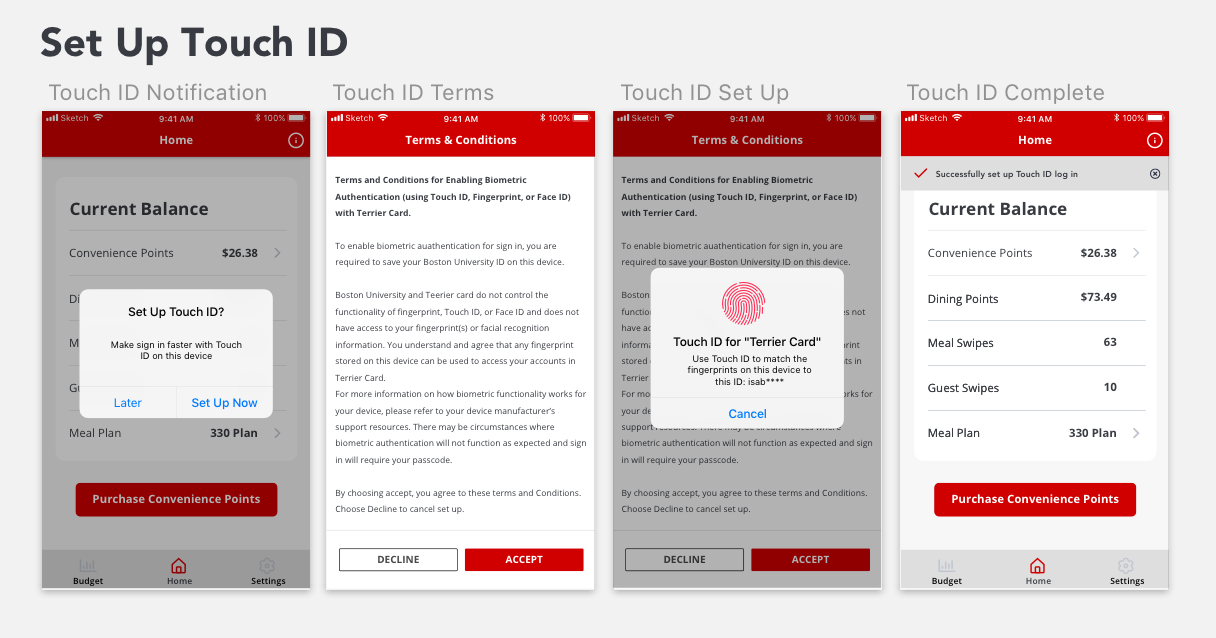 Set Up Touch ID
Touch ID Notification
Sketch 9:41 AM 100%
Home
Current Balance
Convenience Points $26.38
Di
M
Gu
Set Up Touch ID?
Make sign in faster with Touch
ID on this device
Later Set Up Now
Meal Plan 330 Plan
Purchase Convenience Points
Budget Home Settings
Touch ID Terms
Sketch 9:41 AM 100%
Terms & Conditions
Terms and Conditions for Enabling Biometric
Authentication (using Touch ID, Fingerprint, or Face ID)
with Terrier Card.
To enable biometric auathentication for sign in, you are
required to save your Boston University ID on this device.
Boston University and Teerier card do not control the
functionality of fingerprint, Touch ID, or Face ID and does not
have access to your fingerprint(s) or facial recognition
information. You understand and agree that any fingerprint
stored on this device can be used to access your accounts in
Terrier Card.
For more information on how biometric functionality works for
your device, please refer to your device manufacturer's
support resources. There may be circumstances where
biometric authentication will not function as expected and sign
in will require your passcode.
By choosing accept, you agree to these terms and Conditions.
Choose Decline to cancel set up.
DECLINE ACCEPT
Touch ID Set Up
Sketch 9:41 AM 100%
Terms & Conditions
Terms and Conditions for Enabling Biometric
Authentication (using Touch ID, Fingerprint, or Face ID)
with Terrier Card.
To enable biometric auathentication for sign in, you are
required to save your Boston University ID on this device.
Boston
function es not
have ac
informa
stored o nts in
Terrier
For mor rks for
your de
Touch ID for "Terrier Card"
Use Touch ID to match the
fingerprints on this device to
this ID: isab****
Cancel
support resources. There may be circumstances where
biometric authentication will not function as expected and sign
in will require your passcode.
By choosing accept, you agree to these terms and Conditions.
Choose Decline to cancel set up.
DECLINE ACCEPT
Touch ID Complete
Sketch 9:41 AM 100%
Home
Successfully set up Touch ID log in
Current Balance
Convenience Points $26.38
Dining Points $73.49
Meal Swipes 63
Guest Swipes 10
Meal Plan 330 Plan
Purchase Convenience Points
Budget Home Settings